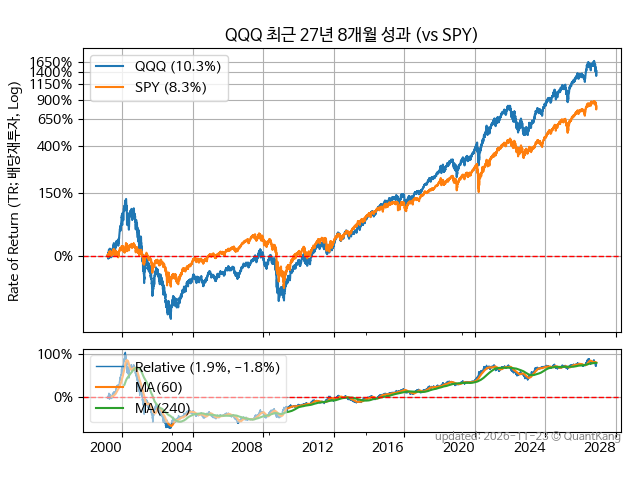 QQQ 최근 27년 8개월 성과 (vs SPY)
1650%
1400%
1150%
900%
650%
400%
150%
0%
Rate of Return (TR; 배당재투자, Log)
QQQ (10.3%)
SPY (8.3%)
100%
0%
Relative (1.9%, −1.8%)
MA(60)
MA(240)
updated: 2026-11-23 © QuantKang
2000 2004 2008 2012 2016 2020 2024 2028